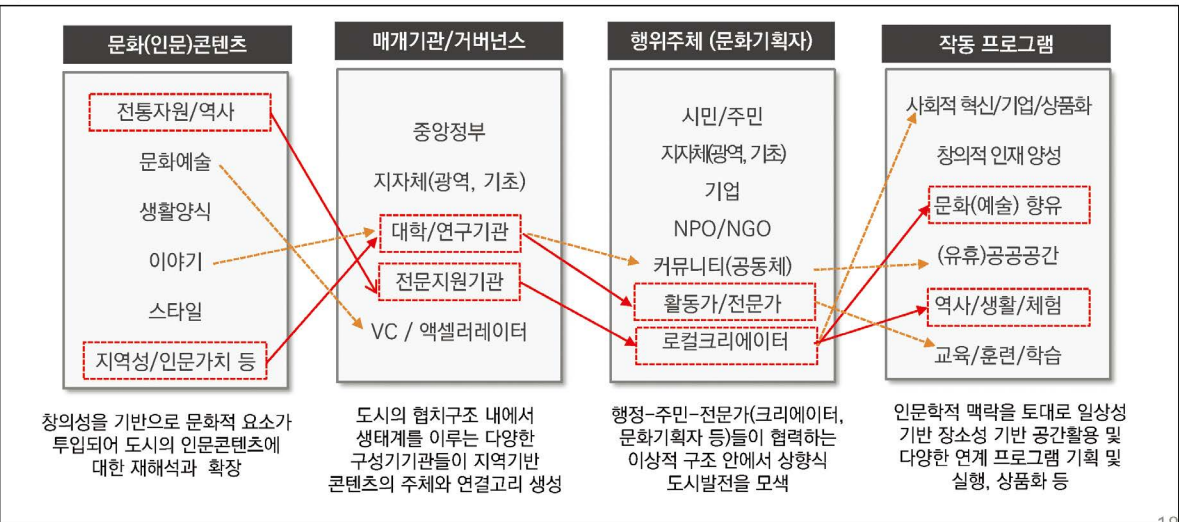 문화(인문)콘텐츠
전통자원/역사
문화예술
생활양식
이야기
스타일
지역성/인문가치 등
창의성을 기반으로 문화적 요소가
투입되어 도시의 인문콘텐츠에
대한 재해석과 확장
매개기관/거버넌스
중앙정부
지자체(광역, 기초)
대학/연구기관
전문지원기관
VC / 액셀러레이터
도시의 협치구조 내에서
생태계를 이루는 다양한
구성기기관들이 지역기반
콘텐츠의 주체와 연결고리 생성
행위주체 (문화기획자)
시민/주민
지자체(광역, 기초)
기업
NPO/NGO
커뮤니티(공동체)
활동가/전문가
로컬크리에이터
행정-주민-전문가(크리에이터,
문화기획자 등)들이 협력하는
이상적 구조 안에서 상향식
도시발전을 모색
작동 프로그램
사회적 혁신/기업/상품화
창의적 인재 양성
문화(예술) 향유
(유휴)공공공간
역사/생활/체험
교육/훈련/학습
인문학적 맥락을 토대로 일상성
기반 장소성 기반 공간활용 및
다양한 연계 프로그램 기획 및
실행, 상품화 등